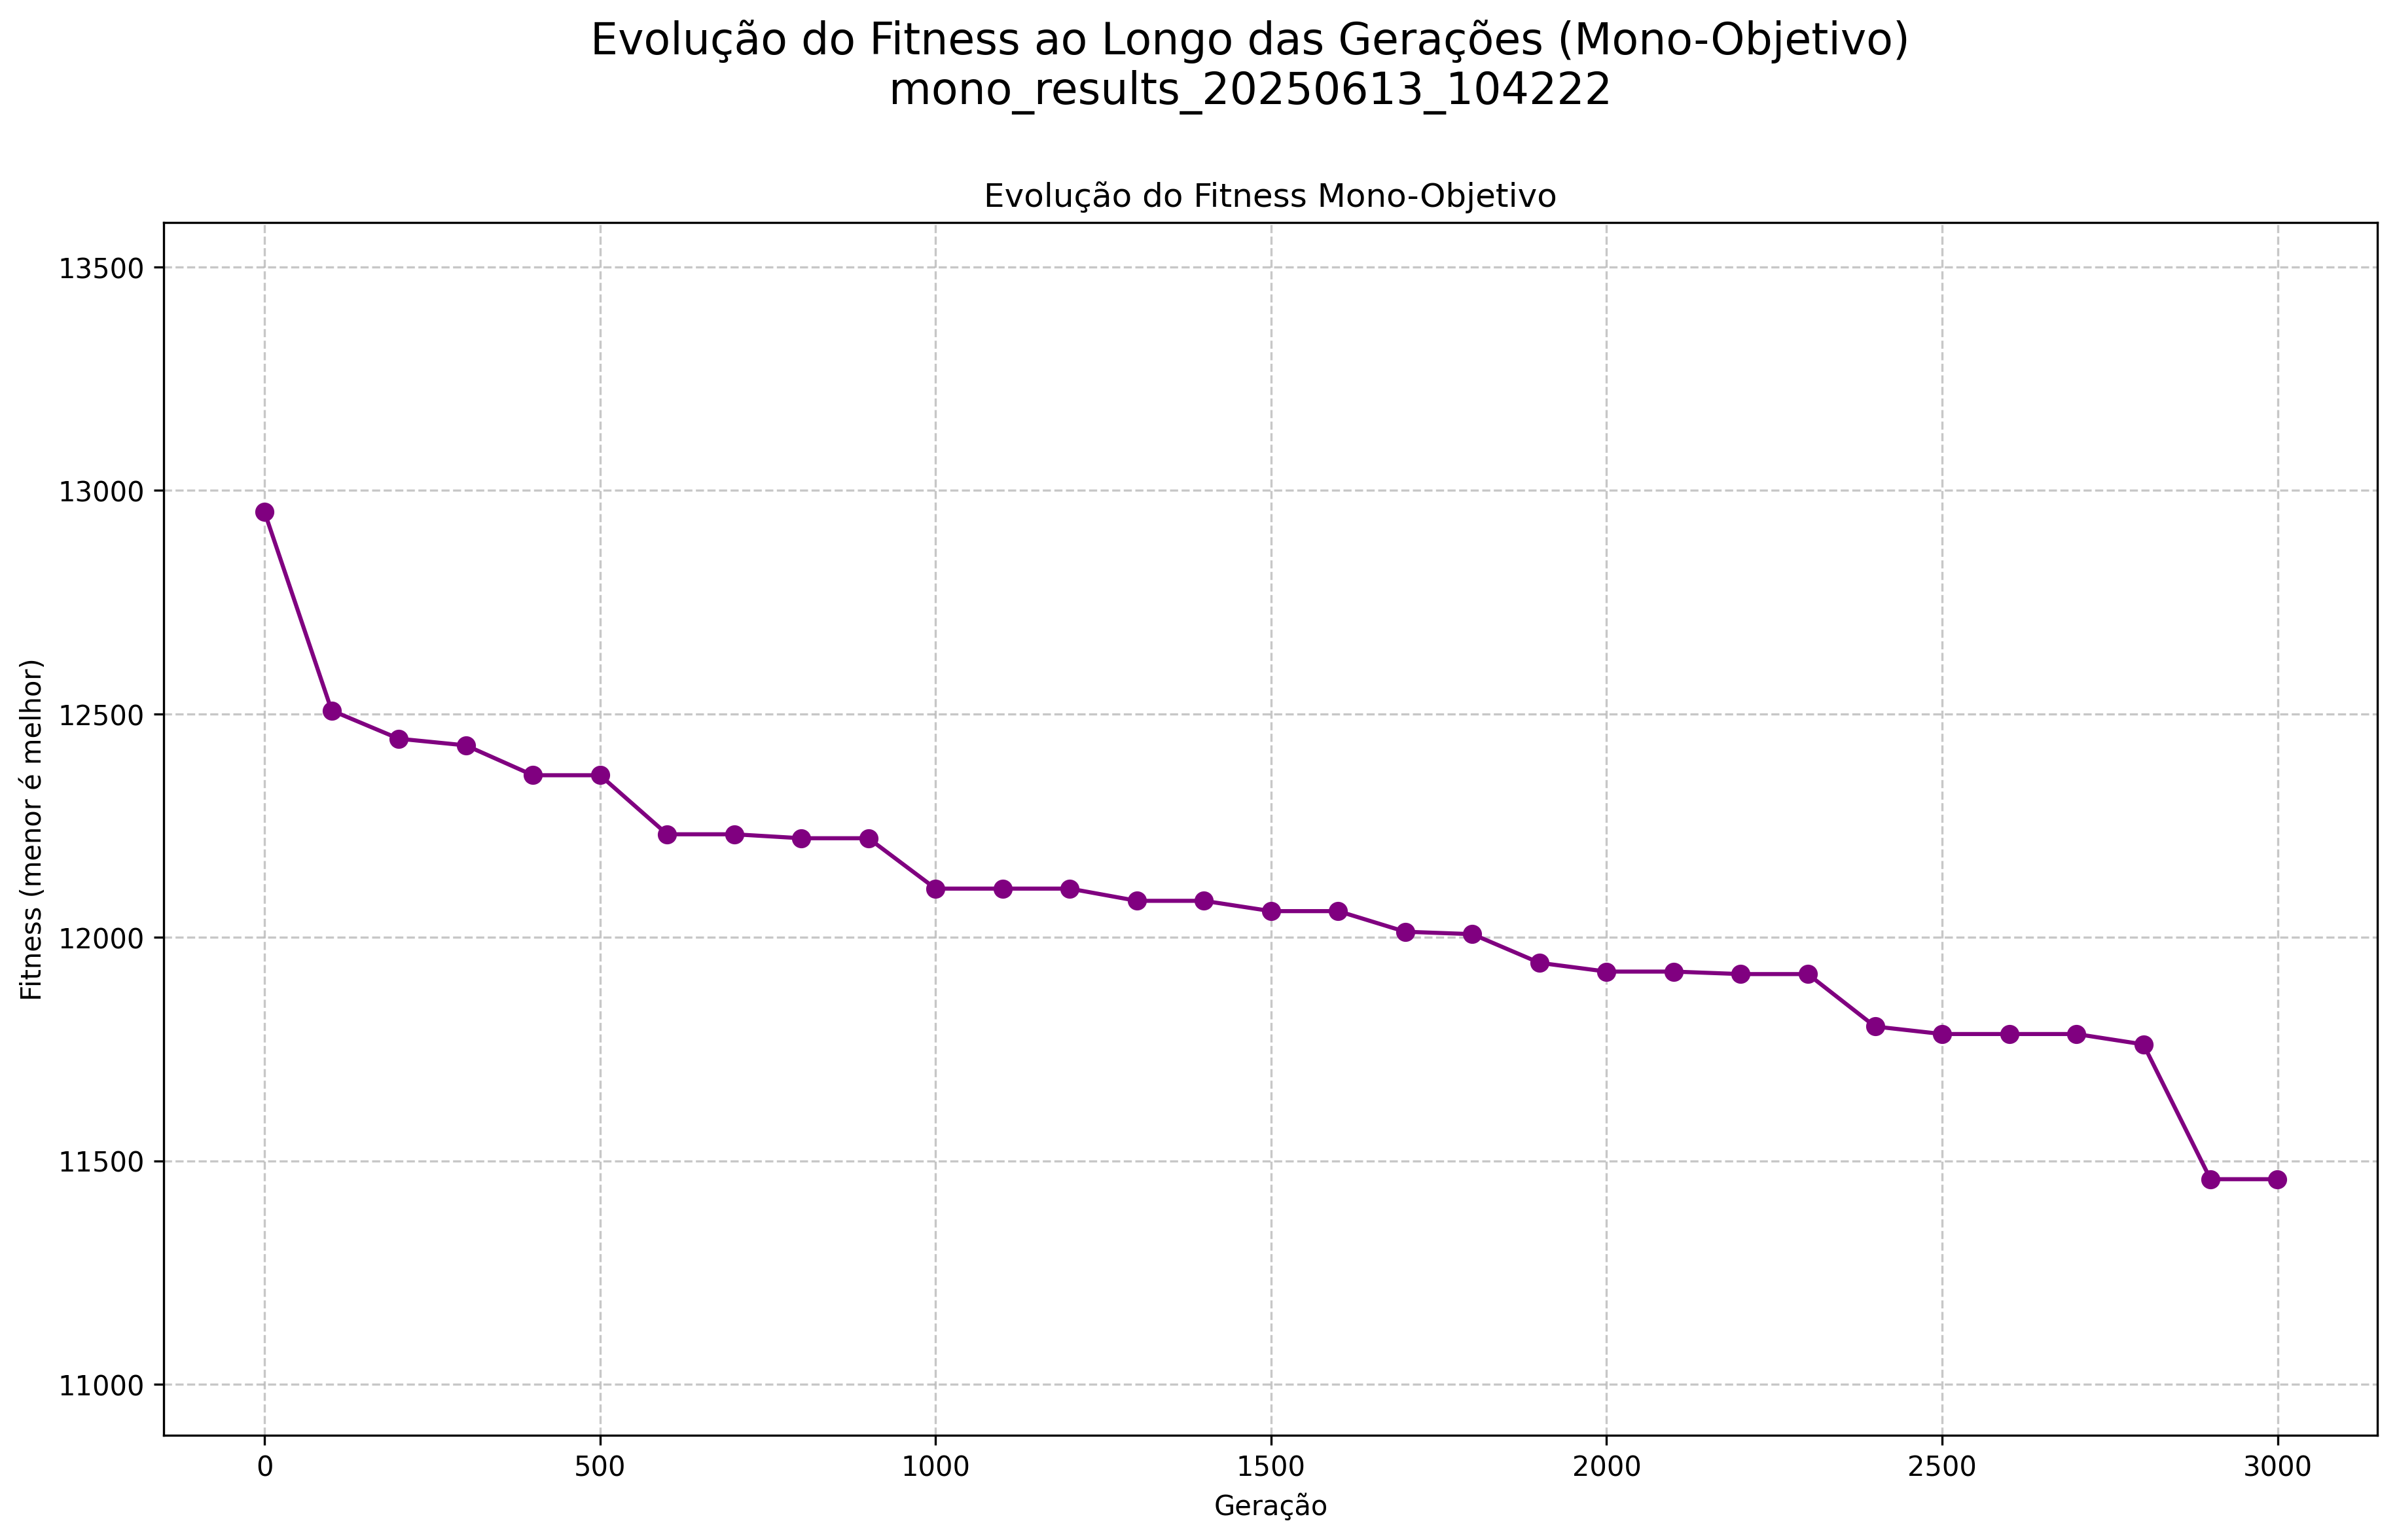 Evolução do Fitness ao Longo das Gerações (Mono-Objetivo)
mono_results_20250613_104222
Evolução do Fitness Mono-Objetivo
13500
13000
12500
12000
11500
11000
Fitness (menor é melhor)
0 500 1000 1500 2000 2500 3000
Geração